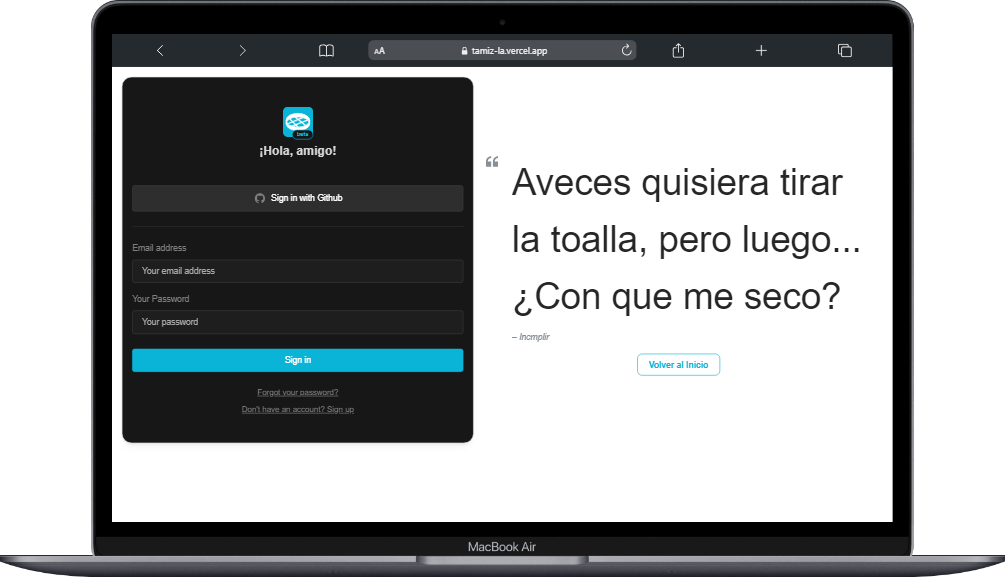 AA
tamiz-la.vercel.app
beta
¡Hola, amigo!
Sign in with Github
Email address
Your email address
Your Password
Your password
Sign in
Forgot your password?
Don't have an account? Sign up
“
Aveces quisiera tirar
la toalla, pero luego...
¿Con que me seco?
– Incmplir
Volver al Inicio
MacBook Air